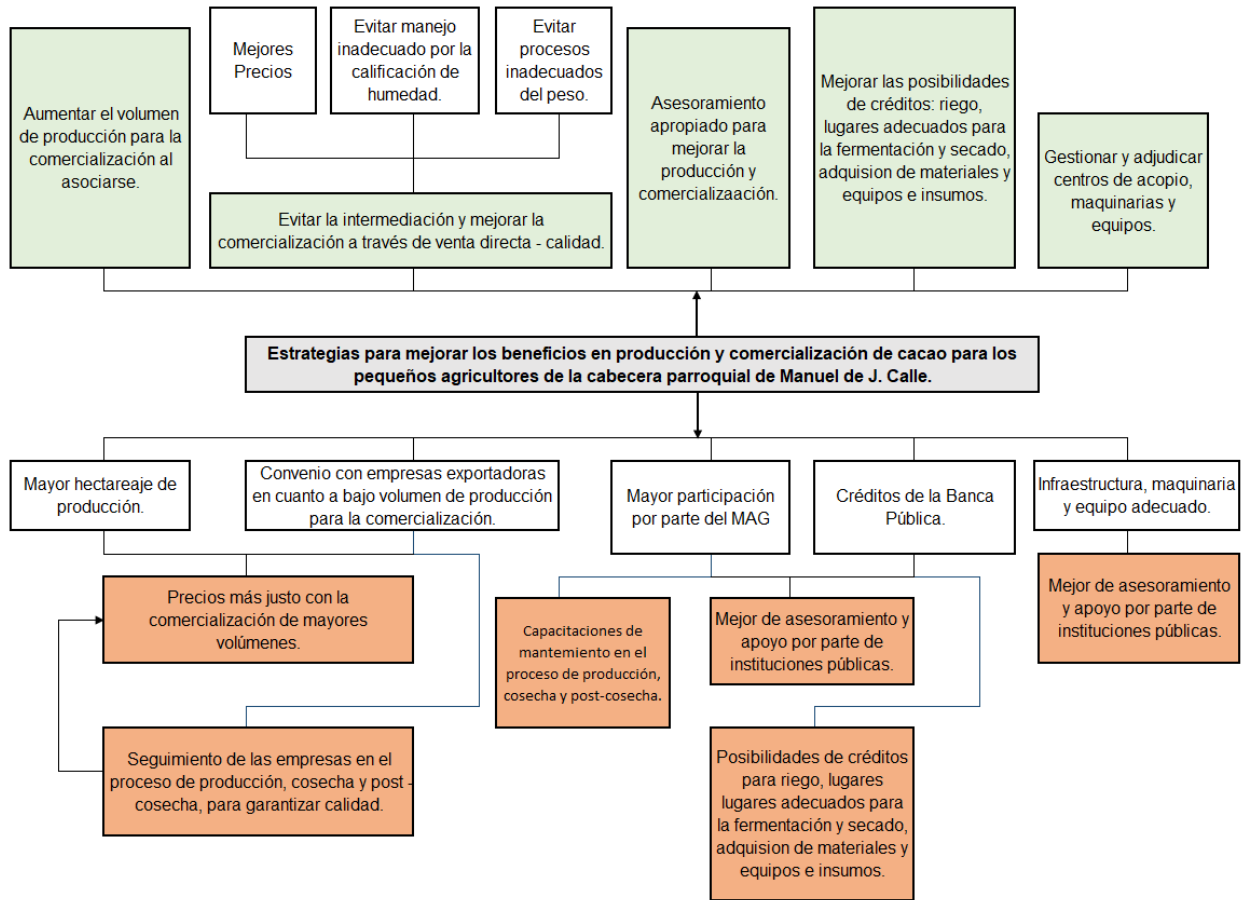 Aumentar el volumen
de producción para la
comercialización al
asociarse.
Mejores
Precios
Evitar manejo
inadecuado por la
calificación de
humedad.
Evitar
procesos
inadecuados
del peso.
Evitar la intermediación y mejorar la
comercialización a través de venta directa - calidad.
Asesoramiento
apropiado para
mejorar la
producción y
comercializaación.
Mejorar las posibilidades
de créditos: riego,
lugares adecuados para
la fermentación y secado,
adquision de materiales y
equipos e insumos.
Gestionar y adjudicar
centros de acopio,
maquinarias y
equipos.
Estrategias para mejorar los beneficios en producción y comercialización de cacao para los
pequeños agricultores de la cabecera parroquial de Manuel de J. Calle.
Mayor hectareaje de
producción.
Convenio con empresas exportadoras
en cuanto a bajo volumen de producción
para la comercialización.
Mayor participación
por parte del MAG
Créditos de la Banca
Pública.
Infraestructura, maquinaria
y equipo adecuado.
Precios más justo con la
comercialización de mayores
volúmenes.
Capacitaciones de
mantemiento en el
proceso de producción,
cosecha y post-cosecha.
Mejor de asesoramiento y
apoyo por parte de
instituciones públicas.
Mejor de asesoramiento
y apoyo por parte de
instituciones públicas.
Seguimiento de las empresas en el
proceso de producción, cosecha y post -
cosecha, para garantizar calidad.
Posibilidades de créditos
para riego, lugares
lugares adecuados para
la fermentación y secado,
adquision de materiales y
equipos e insumos.